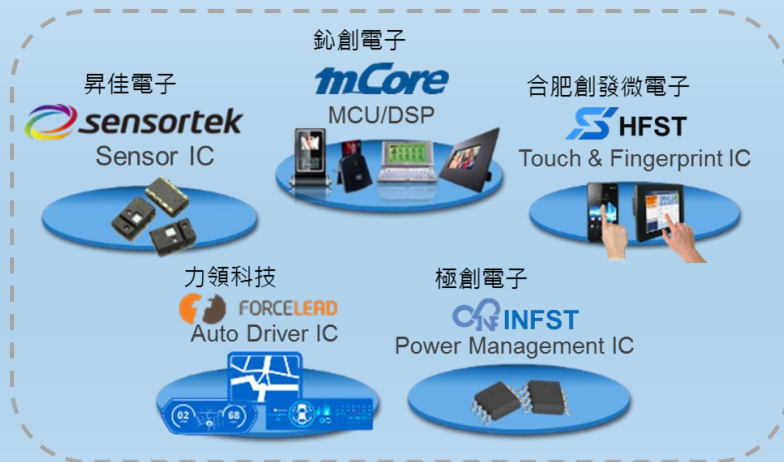 昇佳電子
sensortek
Sensor IC
鈊創電子
mCore
MCU/DSP
合肥創發微電子
HFST
Touch & Fingerprint IC
力領科技
FORCELEAD
Auto Driver IC
02
68
極創電子
INFST
Power Management IC